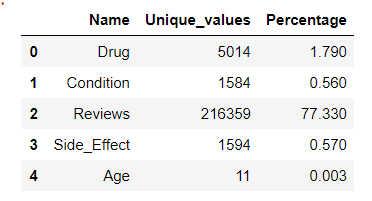 Name Unique_values Percentage
0 Drug 5014 1.790
1 Condition 1584 0.560
2 Reviews 216359 77.330
3 Side_Effect 1594 0.570
4 Age 11 0.003